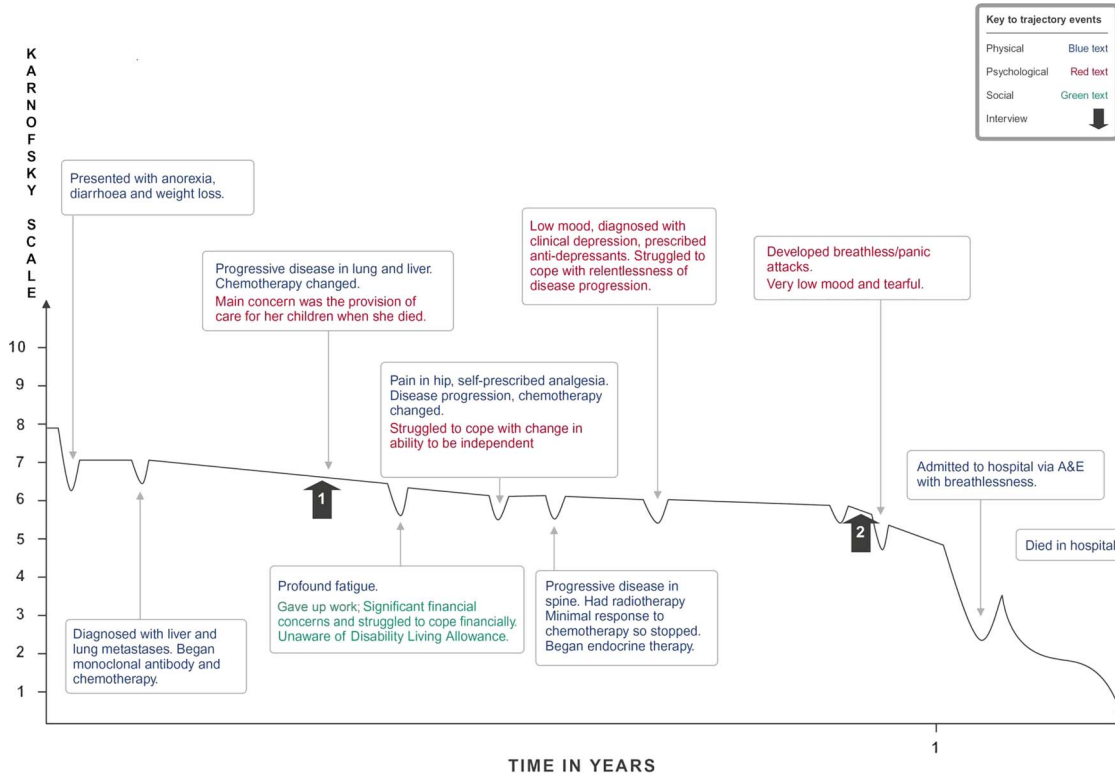 Key to trajectory events
Physical Blue text
Psychological Red text
Social Green text
Interview
KARNOFSKY SCALE
Presented with anorexia,
diarrhoea and weight loss.
Progressive disease in lung and liver.
Chemotherapy changed.
Main concern was the provision of
care for her children when she died.
Low mood, diagnosed with
clinical depression, prescribed
anti-depressants. Struggled to
cope with relentlessness of
disease progression.
Developed breathless/panic
attacks.
Very low mood and tearful.
Pain in hip, self-prescribed analgesia.
Disease progression, chemotherapy
changed.
Struggled to cope with change in
ability to be independent
Admitted to hospital via A&E
with breathlessness.
Died in hospital
10
9
8
7
6
5
4
3
2
1
1
2
Diagnosed with liver and
lung metastases. Began
monoclonal antibody and
chemotherapy.
Profound fatigue.
Gave up work; Significant financial
concerns and struggled to cope financially.
Unaware of Disability Living Allowance.
Progressive disease in
spine. Had radiotherapy
Minimal response to
chemotherapy so stopped.
Began endocrine therapy.
1
TIME IN YEARS